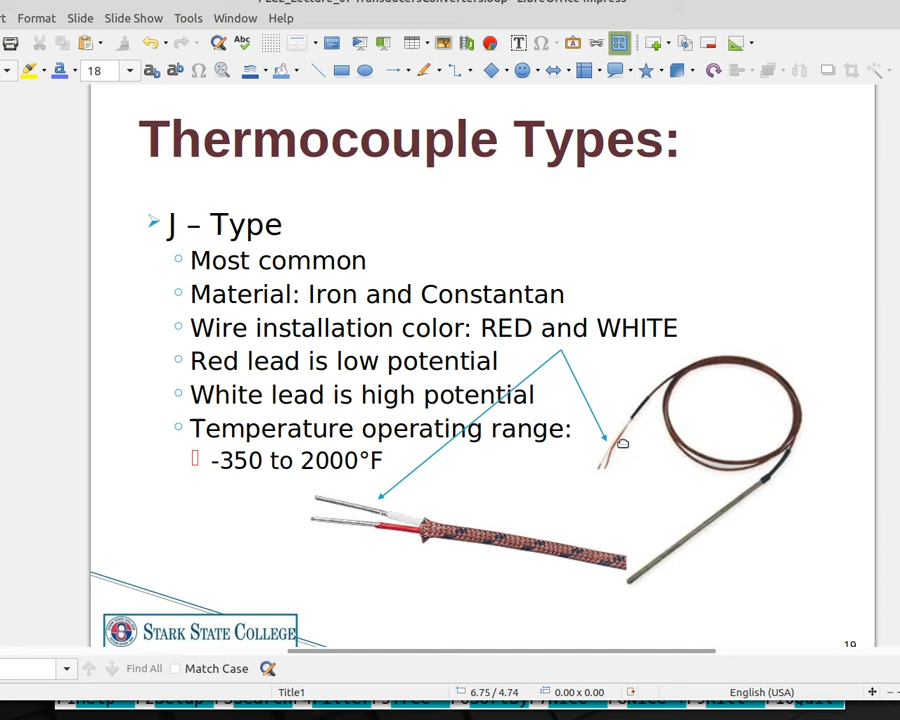 Format Slide Slide Show Tools Window Help
18
Thermocouple Types:
J – Type
Most common
Material: Iron and Constantan
Wire installation color: RED and WHITE
Red lead is low potential
White lead is high potential
Temperature operating range:
-350 to 2000°F
STARK STATE COLLEGE
19
Find All Match Case
Title1 6.75 / 4.74 0.00 x 0.00 English (USA)